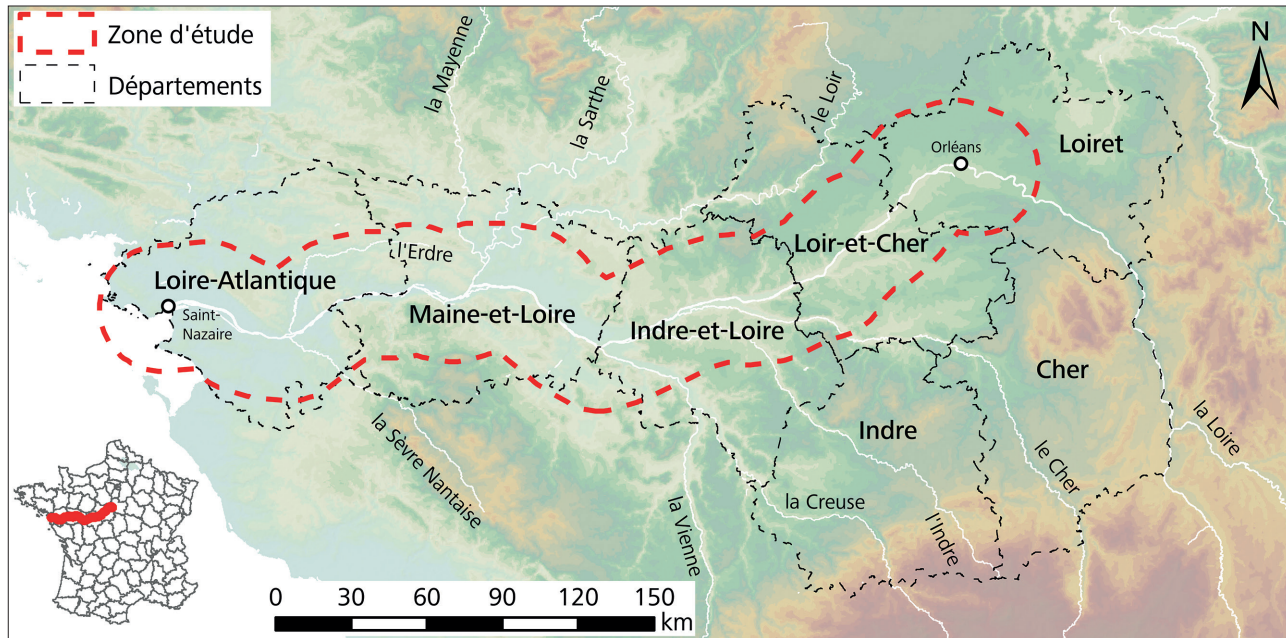 Zone d'étude
Départements
N
la Mayenne
la Sarthe
le Loir
Loiret
Orléans
Loir-et-Cher
l'Erdre
Loire-Atlantique
Saint-
Nazaire
Maine-et-Loire
Indre-et-Loire
Cher
Indre
la Loire
la Sèvre Nantaise
le Cher
la Creuse
l'Indre
la Vienne
0 30 60 90 120 150
km